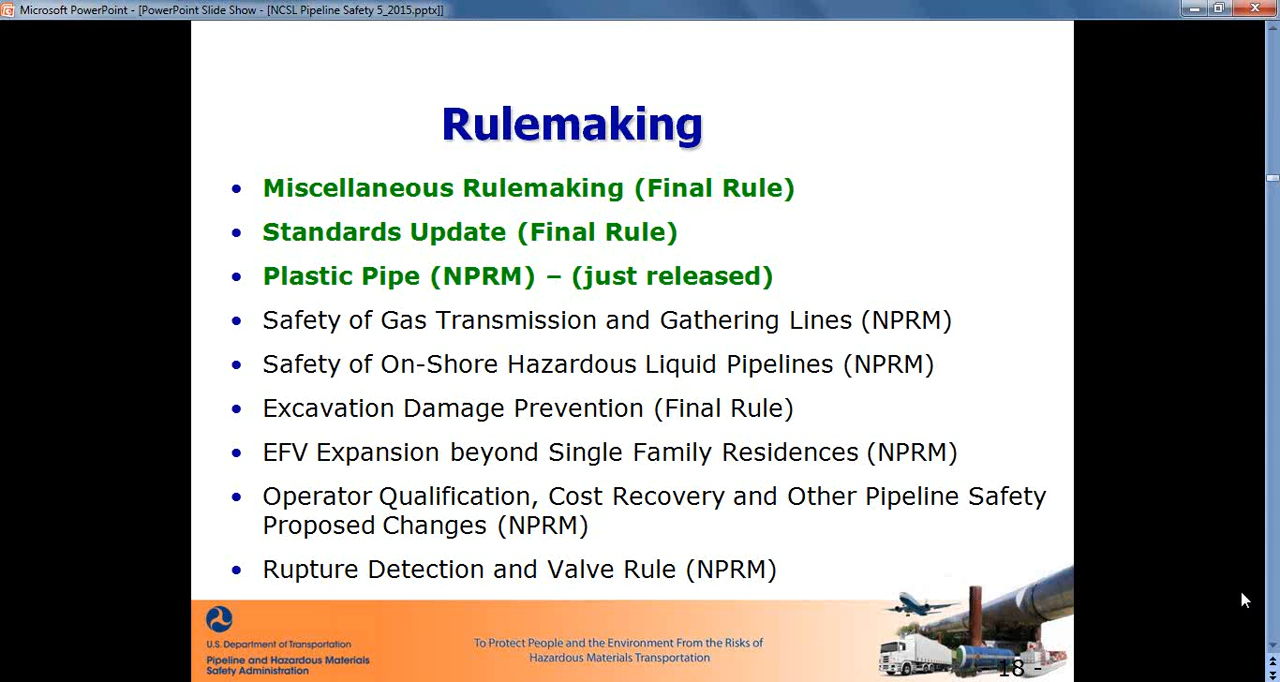 Microsoft PowerPoint - [PowerPoint Slide Show - [NCSL Pipeline Safety 5_2015.pptx]]
Rulemaking
• Miscellaneous Rulemaking (Final Rule)
• Standards Update (Final Rule)
• Plastic Pipe (NPRM) – (just released)
• Safety of Gas Transmission and Gathering Lines (NPRM)
• Safety of On-Shore Hazardous Liquid Pipelines (NPRM)
• Excavation Damage Prevention (Final Rule)
• EFV Expansion beyond Single Family Residences (NPRM)
• Operator Qualification, Cost Recovery and Other Pipeline Safety
Proposed Changes (NPRM)
• Rupture Detection and Valve Rule (NPRM)
U.S. Department of Transportation
Pipeline and Hazardous Materials
Safety Administration
To Protect People and the Environment From the Risks of
Hazardous Materials Transportation
18 -